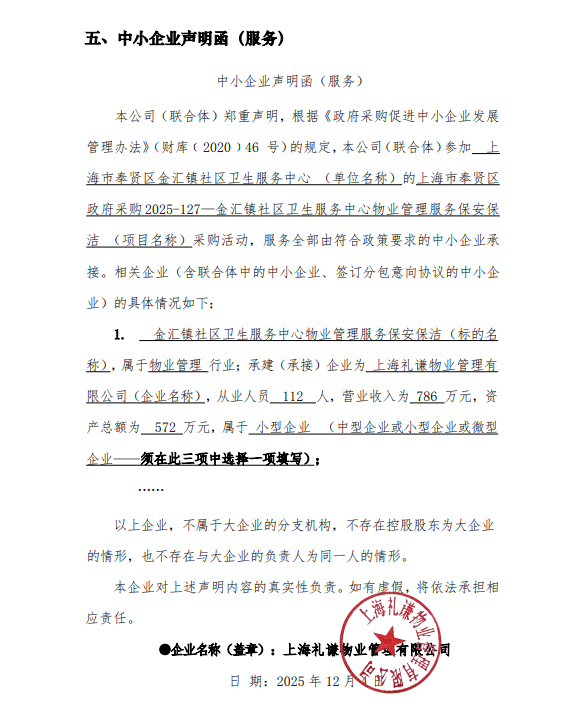 五、中小企业声明函（服务）
中小企业声明函（服务）
本公司（联合体）郑重声明，根据《政府采购促进中小企业发展
管理办法》（财库﹝2020﹞46 号）的规定，本公司（联合体）参加 上
海市奉贤区金汇镇社区卫生服务中心 （单位名称）的上海市奉贤区
政府采购 2025-127—金汇镇社区卫生服务中心物业管理服务保安保
洁 （项目名称）采购活动，服务全部由符合政策要求的中小企业承
接。相关企业（含联合体中的中小企业、签订分包意向协议的中小企
业）的具体情况如下：
1. 金汇镇社区卫生服务中心物业管理服务保安保洁（标的名
称），属于物业管理 行业；承建（承接）企业为 上海礼谦物业管理有
限公司（企业名称），从业人员 112 人，营业收入为 786 万元，资
产总额为 572 万元，属于 小型企业 （中型企业或小型企业或微型
企业——须在此三项中选择一项填写）；
……
以上企业，不属于大企业的分支机构，不存在控股股东为大企业
的情形，也不存在与大企业的负责人为同一人的情形。
本企业对上述声明内容的真实性负责。如有虚假，将依法承担相
应责任。
●企业名称（盖章）：上海礼谦物业管理有限公司
日 期：2025 年 12 月 4 日
上海礼谦物业管理有限公司